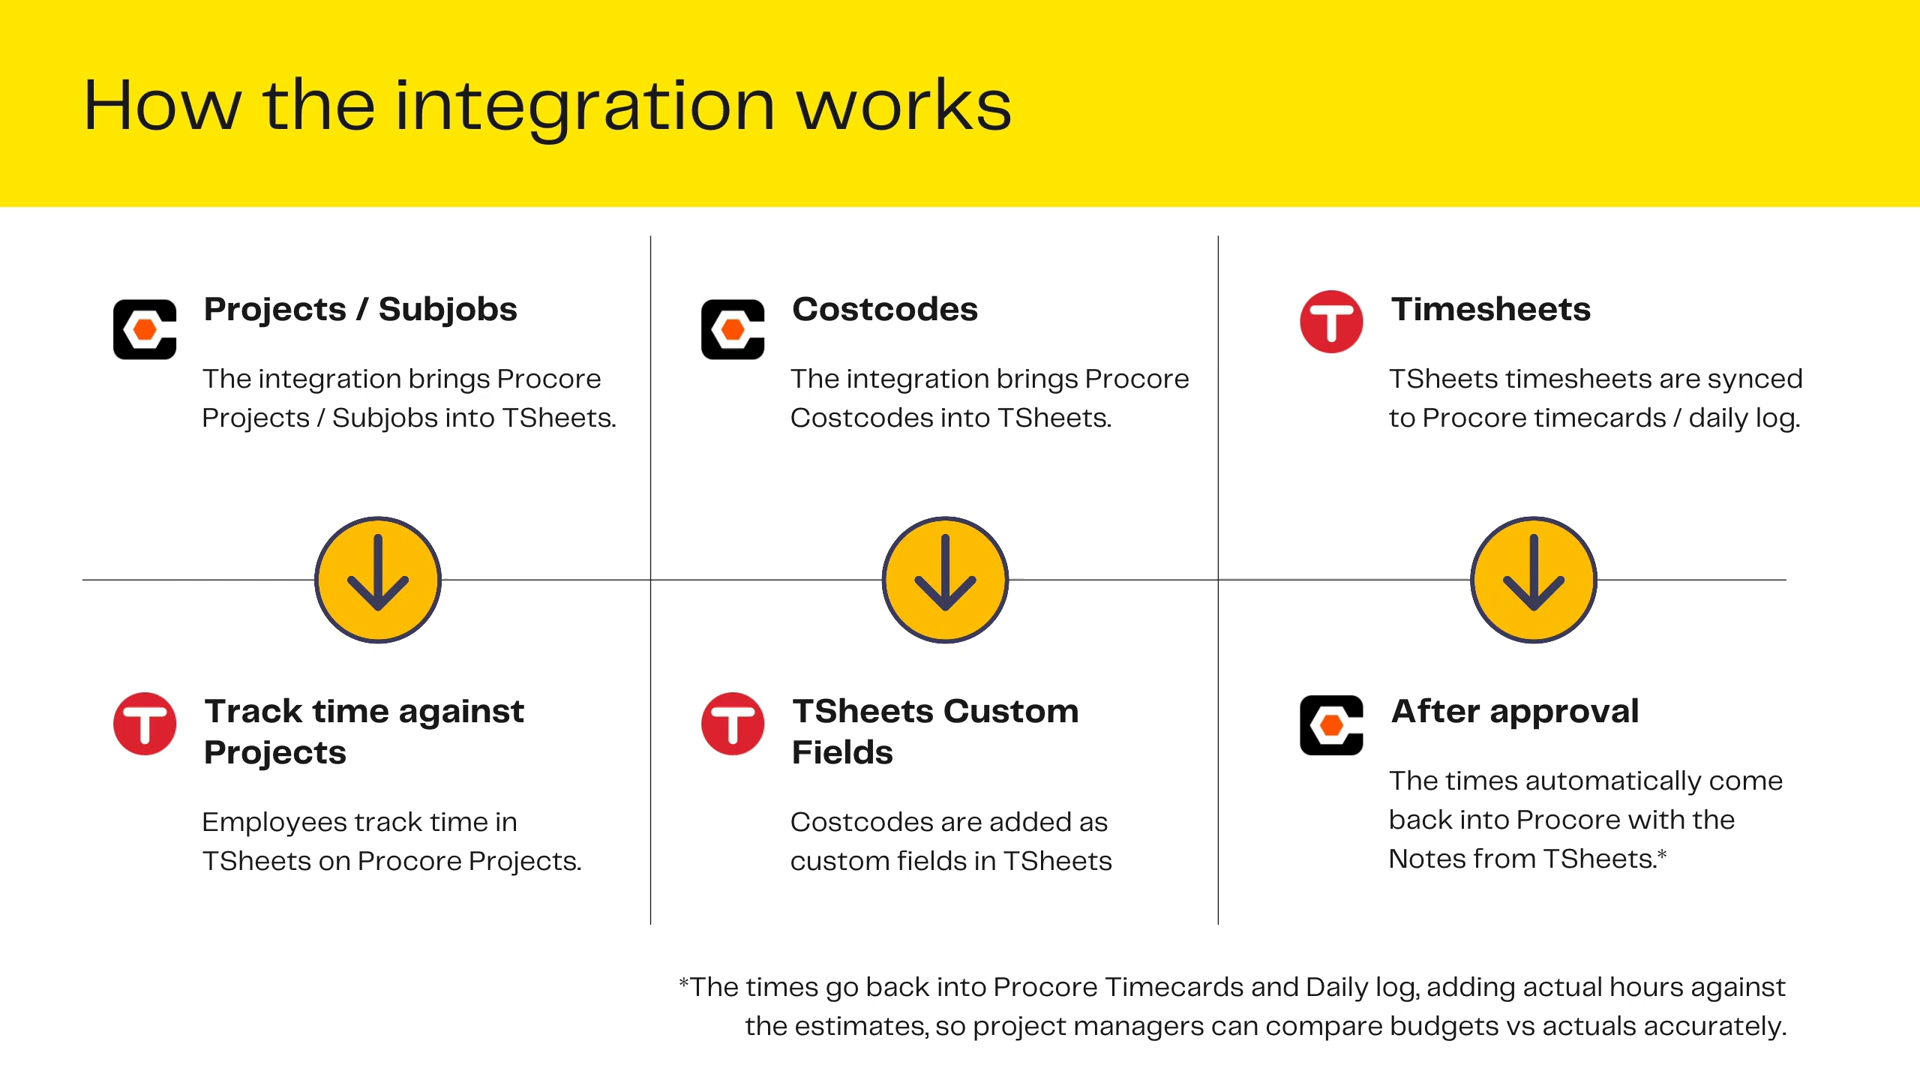 How the integration works
Projects / Subjobs
The integration brings Procore
Projects / Subjobs into TSheets.
Costcodes
The integration brings Procore
Costcodes into TSheets.
T
Timesheets
TSheets timesheets are synced
to Procore timecards / daily log.
T
Track time against
Projects
Employees track time in
TSheets on Procore Projects.
T
TSheets Custom
Fields
Costcodes are added as
custom fields in TSheets
After approval
The times automatically come
back into Procore with the
Notes from TSheets.*
*The times go back into Procore Timecards and Daily log, adding actual hours against
the estimates, so project managers can compare budgets vs actuals accurately.